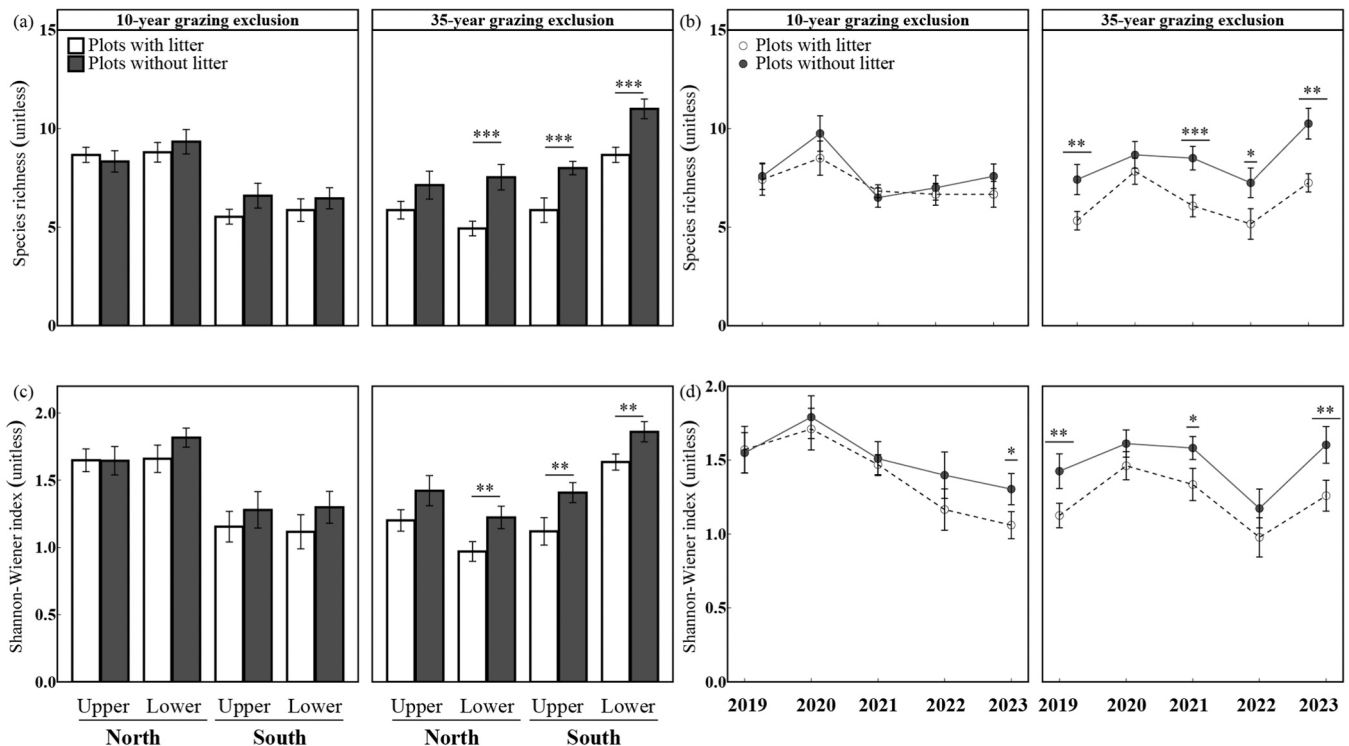 (a)
10-year grazing exclusion
35-year grazing exclusion
Plots with litter
Plots without litter
Species richness (unitless)
15
10
5
0
***
***
***
(b)
10-year grazing exclusion
35-year grazing exclusion
Plots with litter
Plots without litter
Species richness (unitless)
15
10
5
0
**
***
*
**
(c)
Shannon-Wiener index (unitless)
2.0
1.5
1.0
0.5
0.0
**
**
**
Upper Lower Upper Lower
North South
Upper Lower Upper Lower
North South
(d)
Shannon-Wiener index (unitless)
2.0
1.5
1.0
0.5
0.0
*
**
*
**
2019 2020 2021 2022 2023
2019 2020 2021 2022 2023